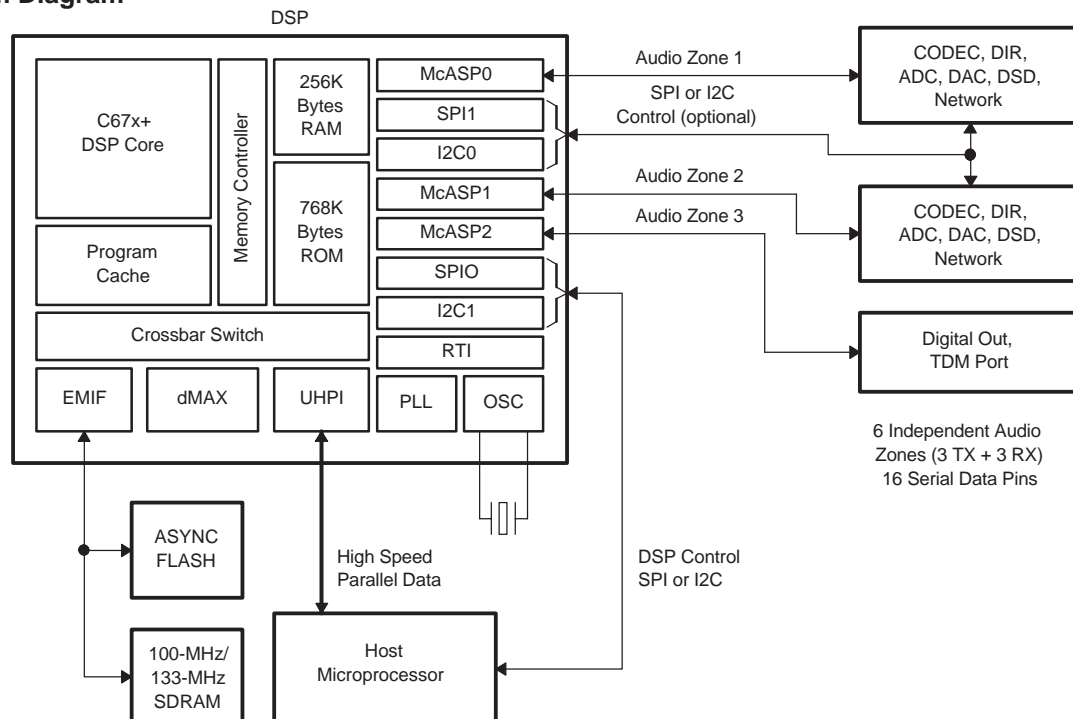 DSP
C67x+
DSP Core
Program
Cache
Memory Controller
256K
Bytes
RAM
768K
Bytes
ROM
Crossbar Switch
EMIF
dMAX
UHPI
McASP0
SPI1
I2C0
McASP1
McASP2
SPIO
I2C1
RTI
PLL
OSC
Audio Zone 1
SPI or I2C
Control (optional)
Audio Zone 2
Audio Zone 3
CODEC, DIR,
ADC, DAC, DSD,
Network
CODEC, DIR,
ADC, DAC, DSD,
Network
Digital Out,
TDM Port
6 Independent Audio
Zones (3 TX + 3 RX)
16 Serial Data Pins
ASYNC
FLASH
High Speed
Parallel Data
DSP Control
SPI or I2C
100-MHz/
133-MHz
SDRAM
Host
Microprocessor